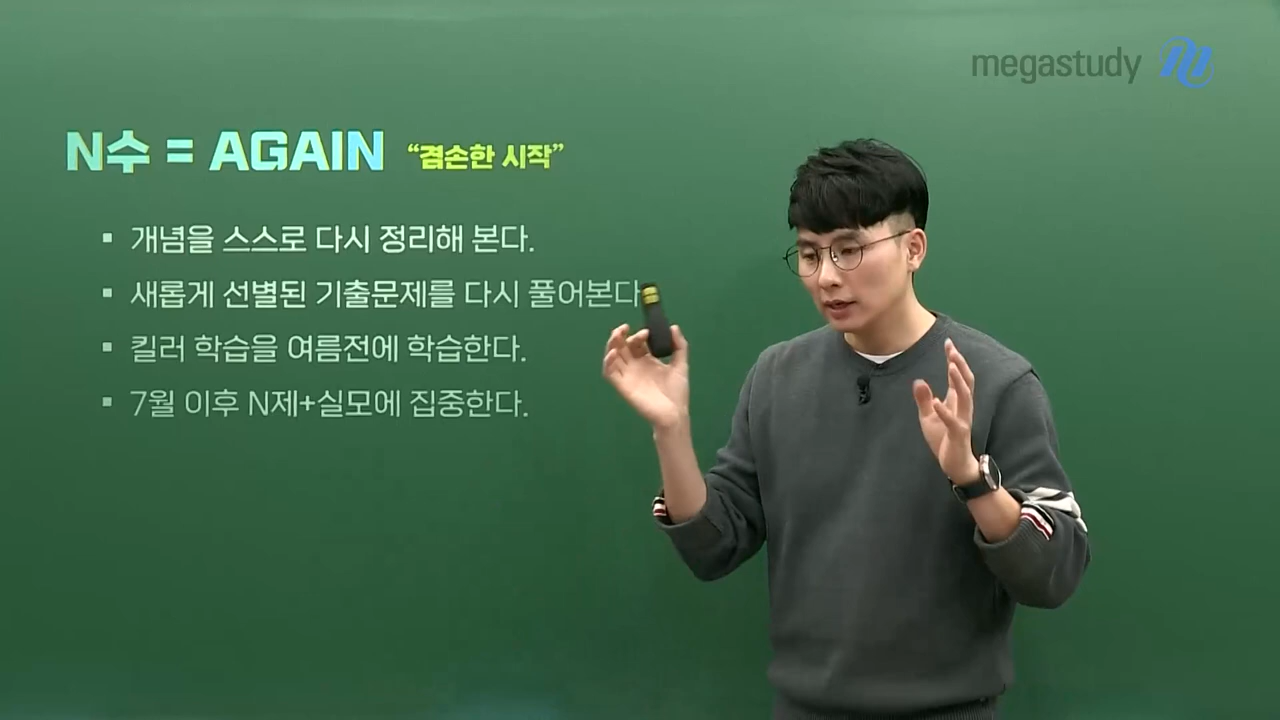 megastudy
N수 = AGAIN “겸손한 시작”
▪ 개념을 스스로 다시 정리해 본다.
▪ 새롭게 선별된 기출문제를 다시 풀어본다
▪ 킬러 학습을 여름전에 학습한다.
▪ 7월 이후 N제+실모에 집중한다.